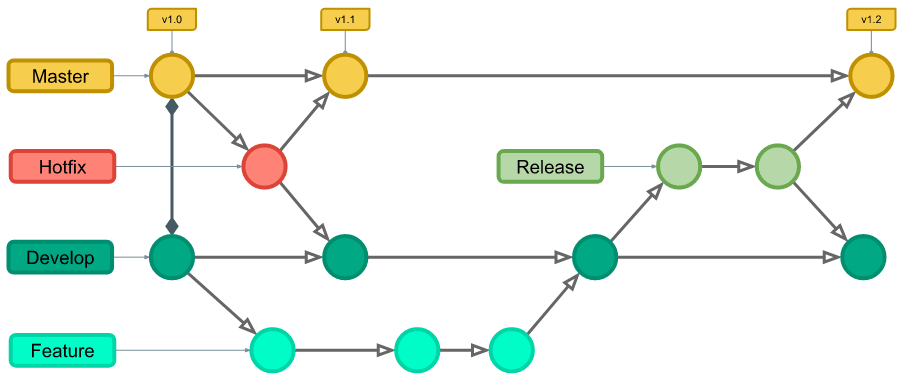 v1.0
v1.1
v1.2
Master
Hotfix
Release
Develop
Feature